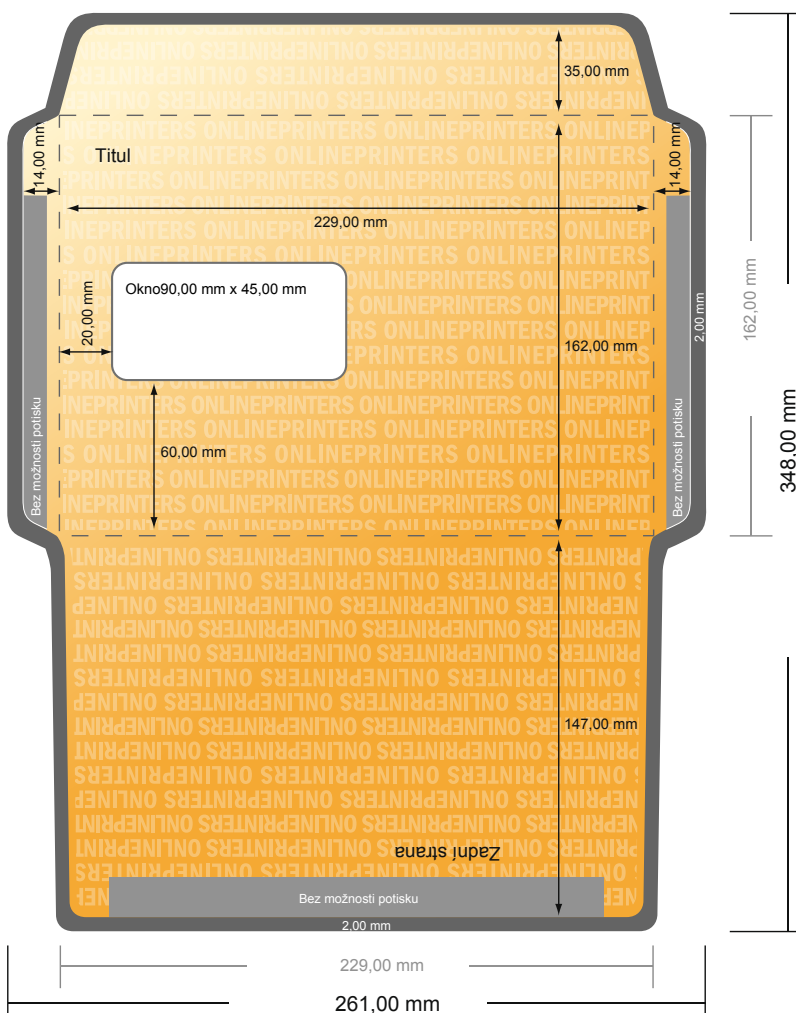 35,00 mm
14,00 mm
Titul
14,00 mm
229,00 mm
Okno90,00 mm x 45,00 mm
20,00 mm
162,00 mm
2,00 mm
162,00 mm
348.00 mm
60,00 mm
Bez možnosti potisku
Bez možnosti potisku
147,00 mm
Zadní strana
Bez možnosti potisku
2,00 mm
229,00 mm
261,00 mm